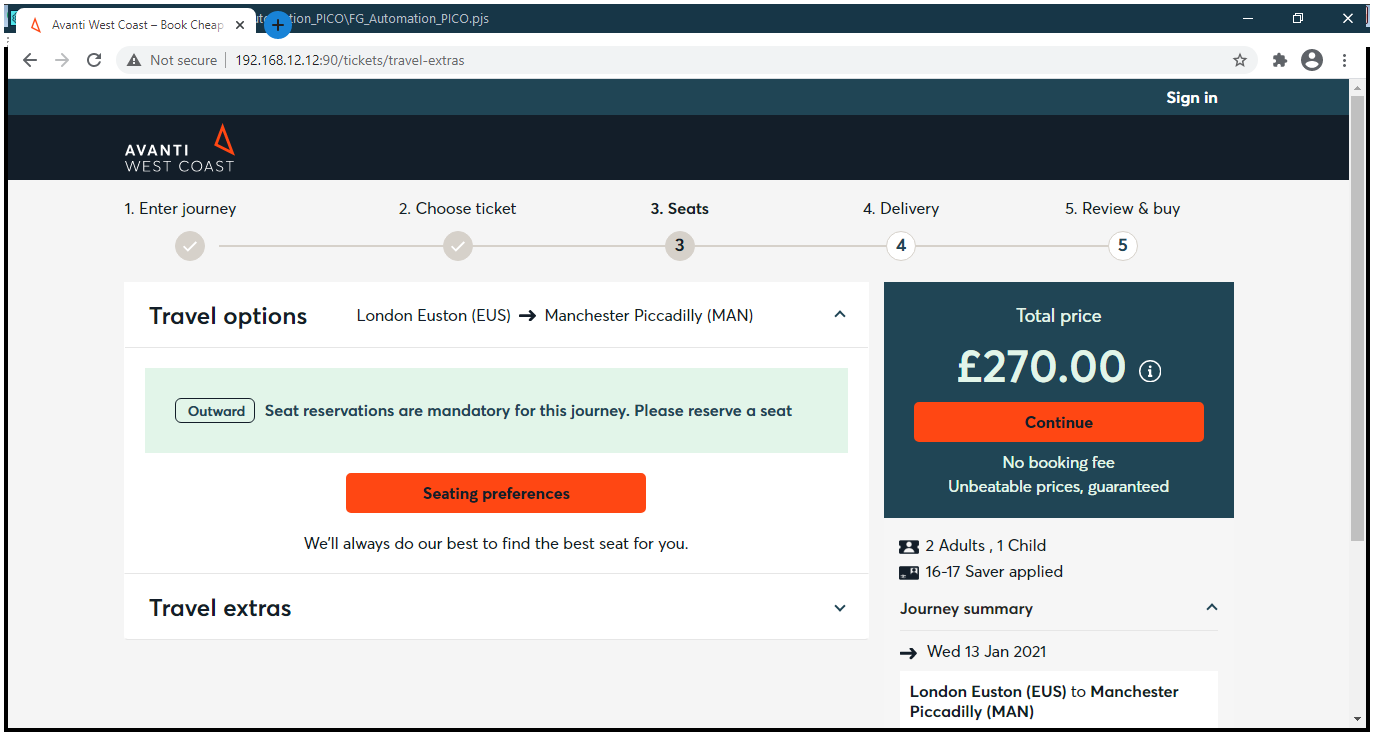 Avanti West Coast – Book Cheap
utomation_PICO\FG_Automation_PICO.pjs
Not secure
192.168.12.12:90/tickets/travel-extras
Sign in
AVANTI
WEST COAST
1. Enter journey
2. Choose ticket
3. Seats
4. Delivery
5. Review & buy
3
4
5
Travel options
London Euston (EUS) → Manchester Piccadilly (MAN)
Outward Seat reservations are mandatory for this journey. Please reserve a seat
Seating preferences
We'll always do our best to find the best seat for you.
Travel extras
Total price
£270.00
Continue
No booking fee
Unbeatable prices, guaranteed
2 Adults , 1 Child
16-17 Saver applied
Journey summary
→ Wed 13 Jan 2021
London Euston (EUS) to Manchester
Piccadilly (MAN)